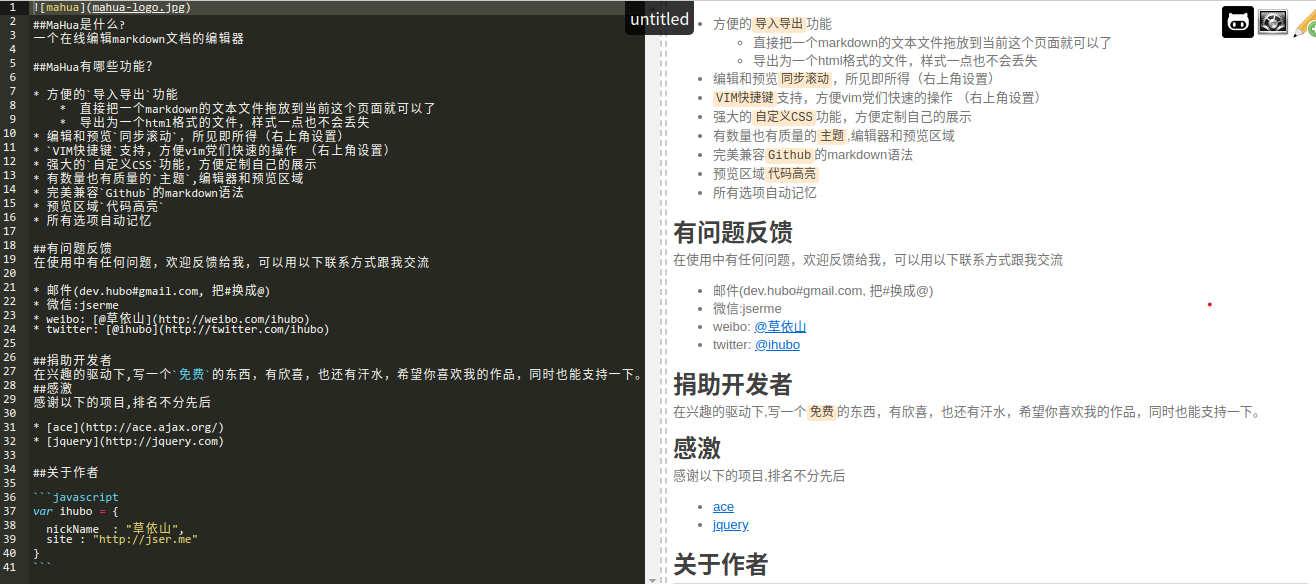 1 ![mahua](mahua-logo.jpg)
2 ##MaHua是什么?
3 一个在线编辑markdown文档的编辑器
4
5 ##MaHua有哪些功能？
6
7 * 方便的`导入导出`功能
8 * 直接把一个markdown的文本文件拖放到当前这个页面就可以了
9 * 导出为一个html格式的文件，样式一点也不会丢失
10 * 编辑和预览`同步滚动`，所见即所得（右上角设置）
11 * `VIM快捷键`支持，方便vim党们快速的操作 （右上角设置）
12 * 强大的`自定义CSS`功能，方便定制自己的展示
13 * 有数量也有质量的`主题`,编辑器和预览区域
14 * 完美兼容`Github`的markdown语法
15 * 预览区域`代码高亮`
16 * 所有选项自动记忆
17
18 ##有问题反馈
19 在使用中有任何问题，欢迎反馈给我，可以用以下联系方式跟我交流
20
21 * 邮件(dev.hubo#gmail.com, 把#换成@)
22 * 微信:jserme
23 * weibo: [@草依山](http://weibo.com/ihubo)
24 * twitter: [@ihubo](http://twitter.com/ihubo)
25
26 ##捐助开发者
27 在兴趣的驱动下,写一个`免费`的东西，有欣喜，也还有汗水，希望你喜欢我的作品，同时也能支持一下。
28 ##感激
29 感谢以下的项目,排名不分先后
30
31 * [ace](http://ace.ajax.org/)
32 * [jquery](http://jquery.com)
33
34 ##关于作者
35
36 ```javascript
37 var ihubo = {
38 nickName : "草依山",
39 site : "http://jser.me"
40 }
41 ```
untitled
方便的 导入导出 功能
直接把一个markdown的文本文件拖放到当前这个页面就可以了
导出为一个html格式的文件，样式一点也不会丢失
编辑和预览 同步滚动 ，所见即所得（右上角设置）
VIM快捷键 支持，方便vim党们快速的操作 （右上角设置）
强大的 自定义CSS 功能，方便定制自己的展示
有数量也有质量的 主题 ,编辑器和预览区域
完美兼容 Github 的markdown语法
预览区域 代码高亮
所有选项自动记忆
有问题反馈
在使用中有任何问题，欢迎反馈给我，可以用以下联系方式跟我交流
邮件(dev.hubo#gmail.com, 把#换成@)
微信:jserme
weibo: @草依山
twitter: @ihubo
捐助开发者
在兴趣的驱动下,写一个 免费 的东西，有欣喜，也还有汗水，希望你喜欢我的作品，同时也能支持一下。
感激
感谢以下的项目,排名不分先后
ace
jquery
关于作者